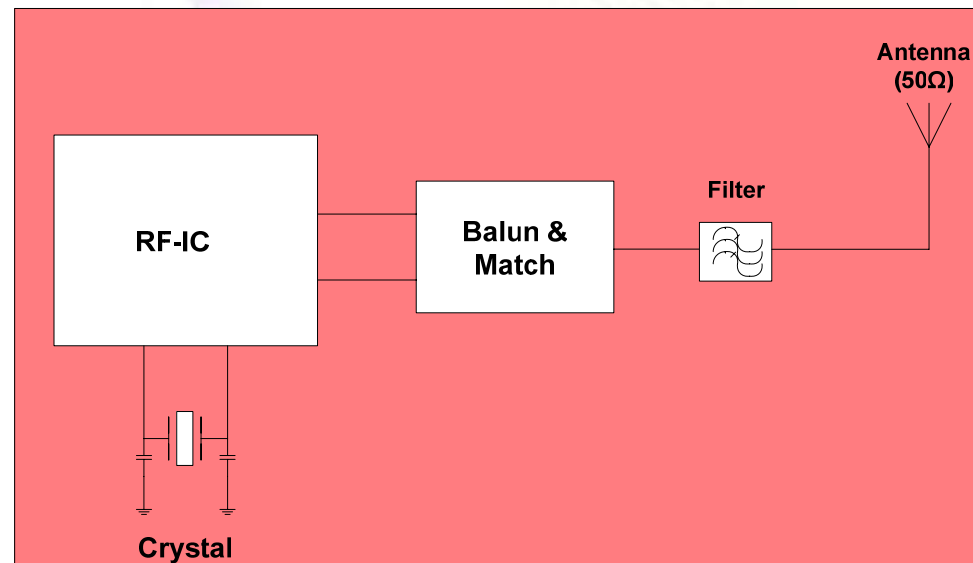 Antenna
(50Ω)
Filter
RF-IC
Balun &
Match
Crystal